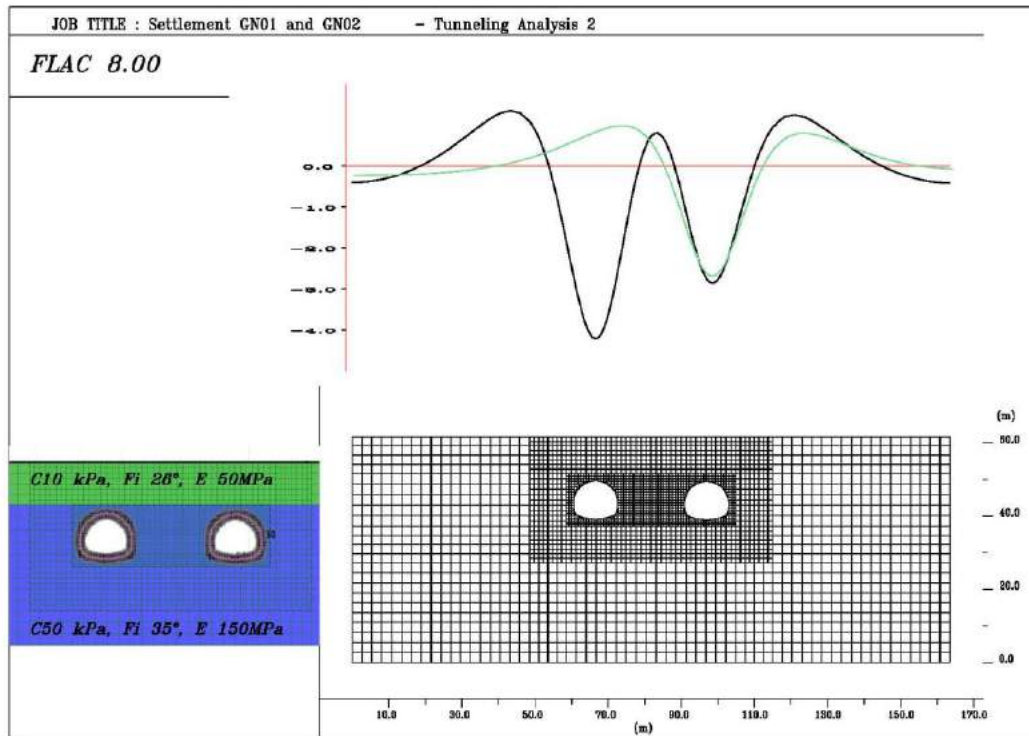 JOB TITLE : Settlement GN01 and GN02 - Tunneling Analysis 2
FLAC 8.00
0.0
-1.0
-2.0
-3.0
-4.0
C10 kPa, Fi 26°, E 50MPa
C50 kPa, Fi 35°, E 150MPa
(m)
60.0
40.0
20.0
0.0
10.0 30.0 50.0 70.0 90.0 110.0 130.0 150.0 170.0
(m)